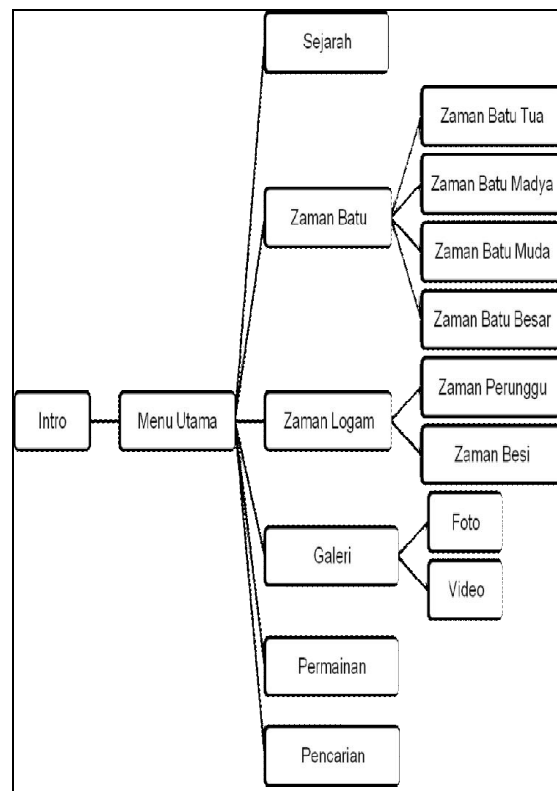 Intro
Menu Utama
Sejarah
Zaman Batu
Zaman Batu Tua
Zaman Batu Madya
Zaman Batu Muda
Zaman Batu Besar
Zaman Logam
Zaman Perunggu
Zaman Besi
Galeri
Foto
Video
Permainan
Pencarian